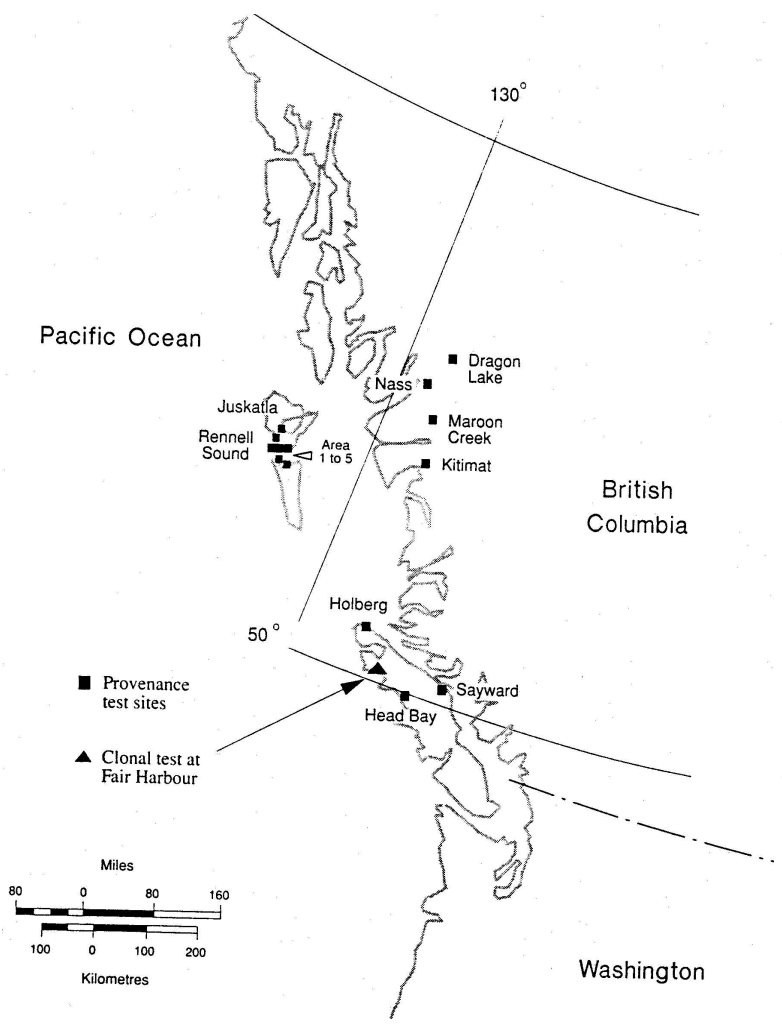 130°
Pacific Ocean
Dragon
Lake
Nass
Juskatla
Maroon
Creek
Rennell
Sound
Area
1 to 5
Kitimat
British
Columbia
Holberg
50°
Provenance
test sites
Sayward
Head Bay
Clonal test at
Fair Harbour
Miles
80 0 80 160
100 0 100 200
Kilometres
Washington